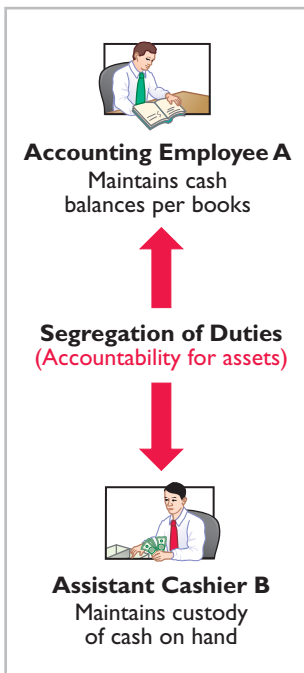 Accounting Employee A
Maintains cash
balances per books
Segregation of Duties
(Accountability for assets)
Assistant Cashier B
Maintains custody
of cash on hand